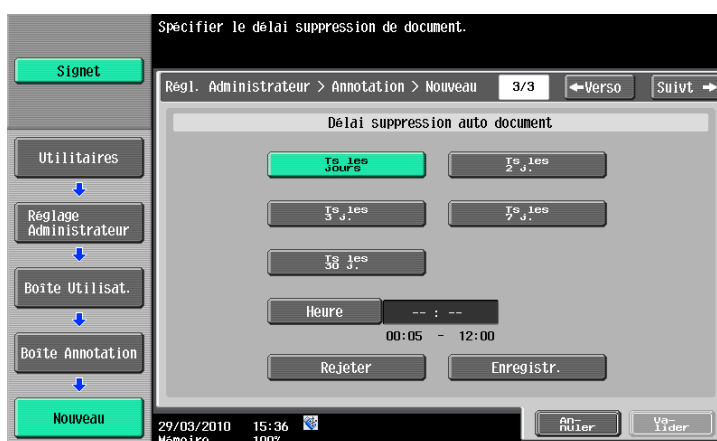 Spécifier le délai suppression de document.
Signet
Régl. Administrateur > Annotation > Nouveau 3/3 ←Verso Suivt →
Délai suppression auto document
Utilitaires
Ts les
Jours
Ts les
2 J.
Réglage
Administrateur
Ts les
3 J.
Ts les
7 J.
Boîte Utilisat.
Ts les
30 J.
Heure -- : --
00:05 - 12:00
Boîte Annotation
Rejeter Enregistr.
Nouveau
An-
nuler
Va-
lider
29/03/2010 15:36
Mémoire 100%